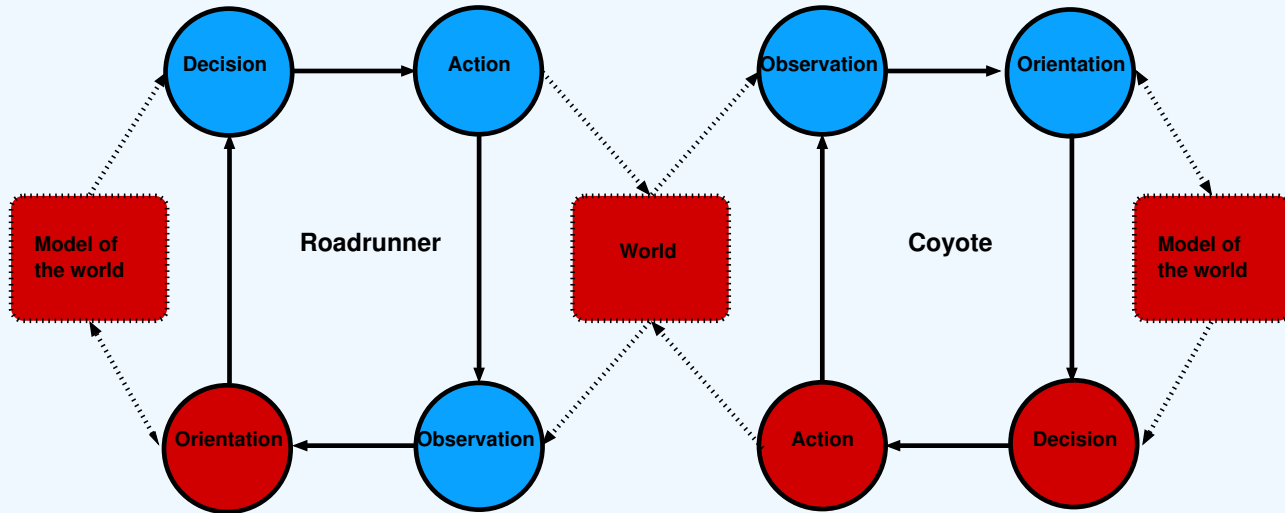 Decision
Action
Observation
Orientation
Model of
the world
Roadrunner
World
Coyote
Model of
the world
Orientation
Observation
Action
Decision